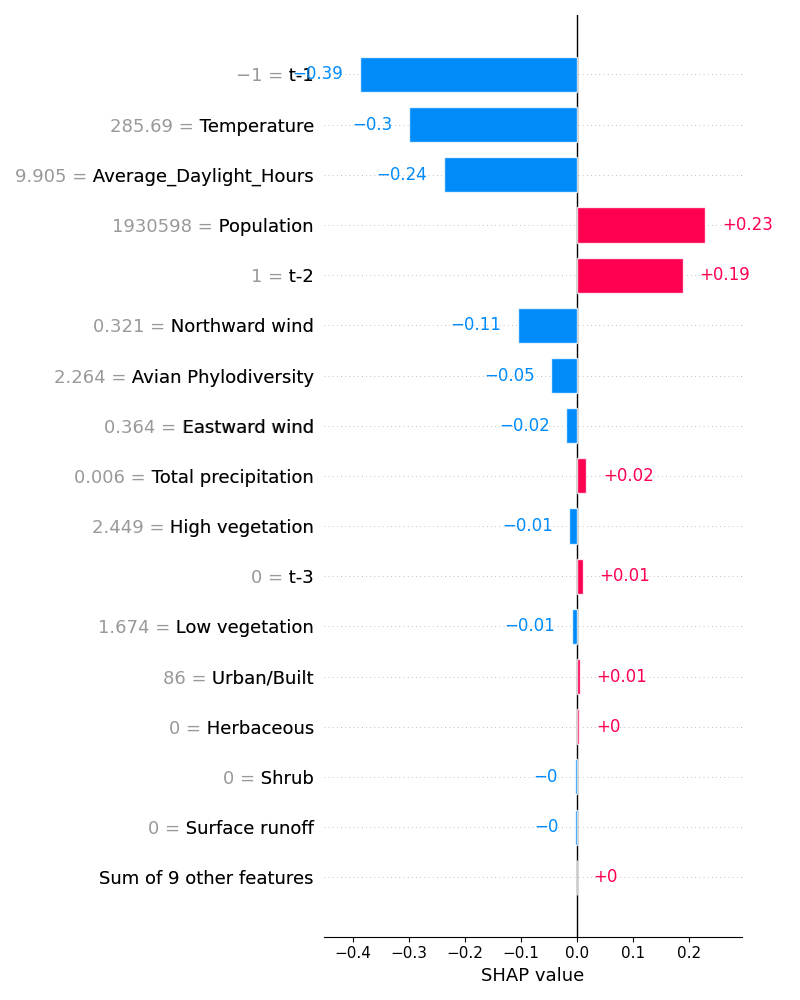 −1 = t-1 −0.39
285.69 = Temperature −0.3
9.905 = Average_Daylight_Hours −0.24
1930598 = Population +0.23
1 = t-2 +0.19
0.321 = Northward wind −0.11
2.264 = Avian Phylodiversity −0.05
0.364 = Eastward wind −0.02
0.006 = Total precipitation +0.02
2.449 = High vegetation −0.01
0 = t-3 +0.01
1.674 = Low vegetation −0.01
86 = Urban/Built +0.01
0 = Herbaceous +0
0 = Shrub −0
0 = Surface runoff −0
Sum of 9 other features +0
−0.4 −0.3 −0.2 −0.1 0.0 0.1 0.2
SHAP value